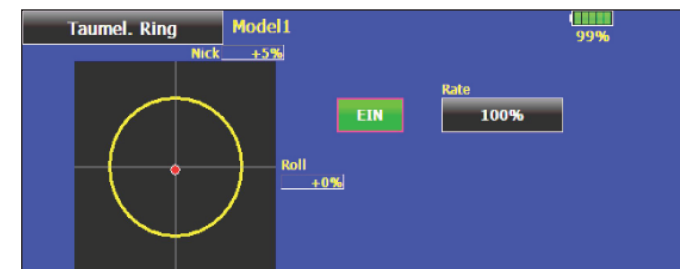 Taumel. Ring Model1
99%
Nick +5%
Rate
EIN 100%
Roll
+0%